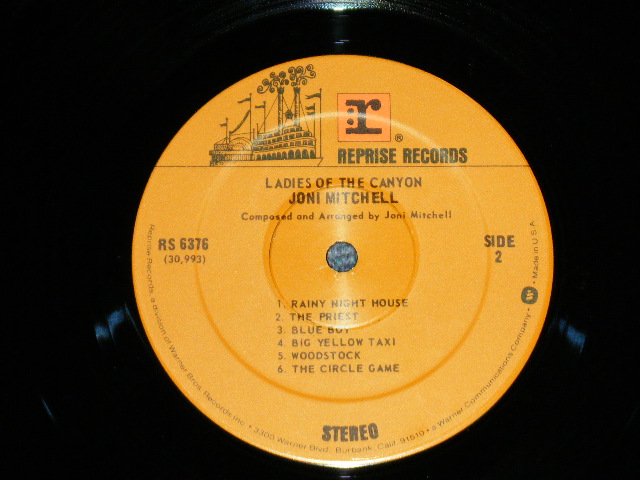 r
®
REPRISE RECORDS
LADIES OF THE CANYON
JONI MITCHELL
Composed and Arranged by Joni Mitchell
RS 6376
(30,993)
SIDE
2
1. RAINY NIGHT HOUSE
2. THE PRIEST
3. BLUE BOY
4. BIG YELLOW TAXI
5. WOODSTOCK
6. THE CIRCLE GAME
STEREO
Reprise Records, a division of Warner Bros. Records Inc. • 3300 Warner Blvd., Burbank, Calif. 91510 • a Warner Communications Company • W • Made in U.S.A.